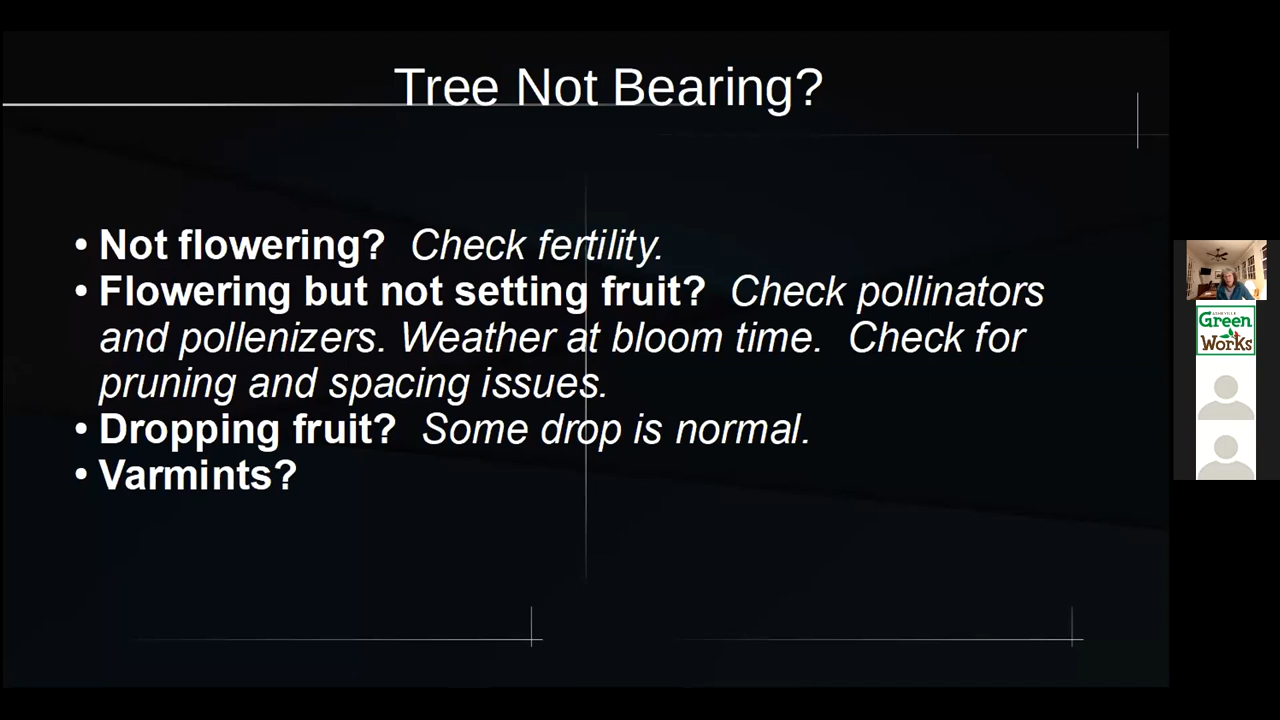 Tree Not Bearing?
• Not flowering? Check fertility.
• Flowering but not setting fruit? Check pollinators
and pollenizers. Weather at bloom time. Check for
pruning and spacing issues.
• Dropping fruit? Some drop is normal.
• Varmints?
ASHEVILLE
Green
Works